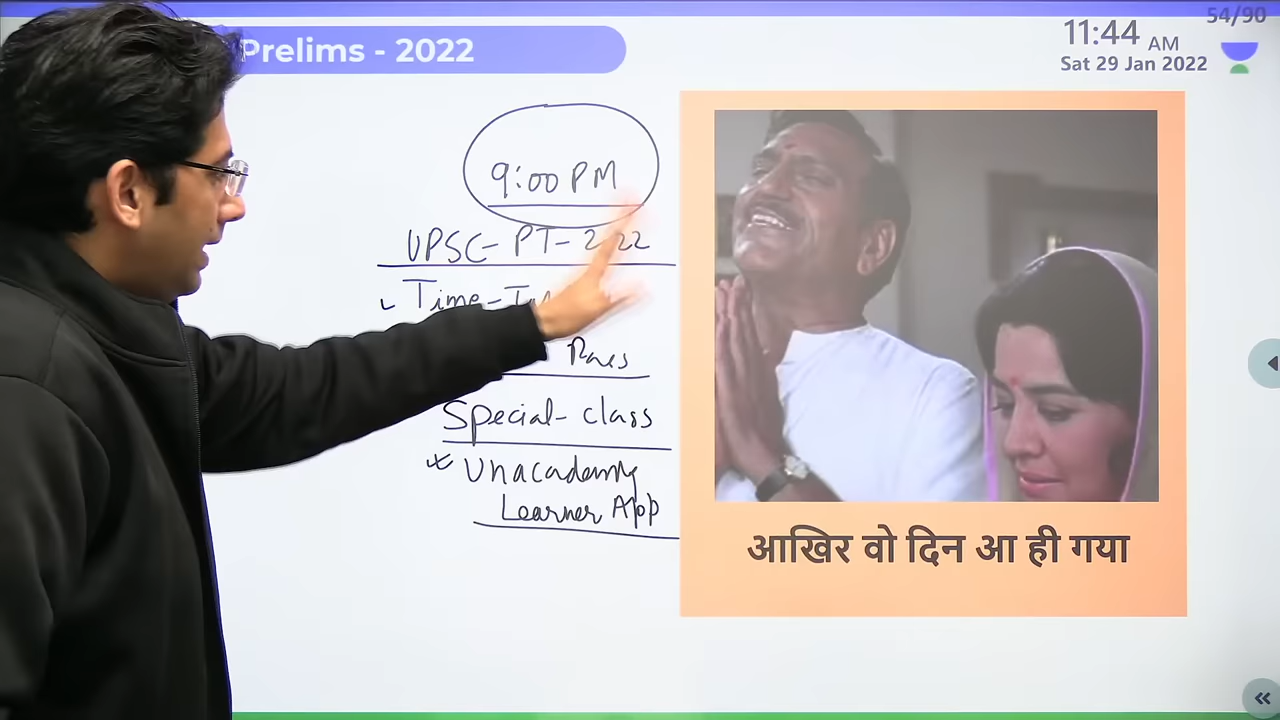 54/90
11:44 AM
Sat 29 Jan 2022
Prelims - 2022
9:00 PM
UPSC- PT- 2022
Time-
Special- class
Unacademy
Learner App
आखिर वो दिन आ ही गया